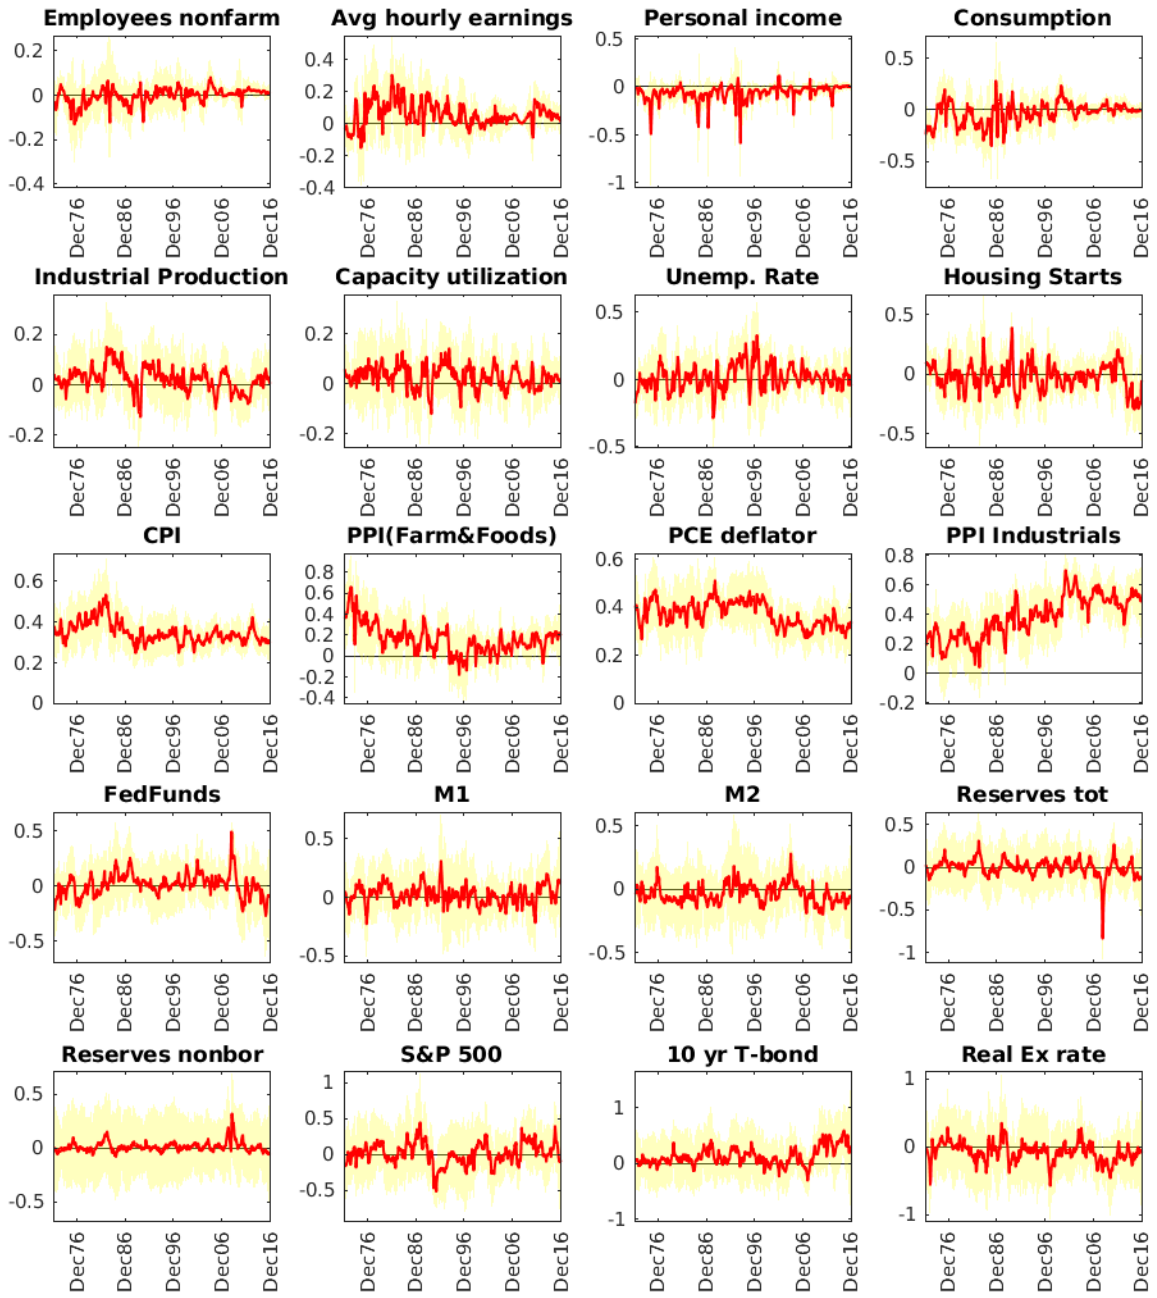 Employees nonfarm Avg hourly earnings Personal income Consumption
0.2 0.4 0.5 0.5
0 0.2 0 0
-0.2 0 -0.5 -0.5
-0.4 -0.2 -1
-0.4
Dec76 Dec86 Dec96 Dec06 Dec16 Dec76 Dec86 Dec96 Dec06 Dec16 Dec76 Dec86 Dec96 Dec06 Dec16 Dec76 Dec86 Dec96 Dec06 Dec16
Industrial Production Capacity utilization Unemp. Rate Housing Starts
0.2 0.2 0.5 0.5
0 0 0 0
-0.2 -0.2 -0.5 -0.5
Dec76 Dec86 Dec96 Dec06 Dec16 Dec76 Dec86 Dec96 Dec06 Dec16 Dec76 Dec86 Dec96 Dec06 Dec16 Dec76 Dec86 Dec96 Dec06 Dec16
CPI PPI(Farm&Foods) PCE deflator PPI Industrials
0.6 0.8 0.6 0.8
0.4 0.6 0.4 0.6
0.2 0.4 0.2 0.4
0 0.2 0 0.2
0 0
-0.2 -0.2
-0.4
Dec76 Dec86 Dec96 Dec06 Dec16 Dec76 Dec86 Dec96 Dec06 Dec16 Dec76 Dec86 Dec96 Dec06 Dec16 Dec76 Dec86 Dec96 Dec06 Dec16
FedFunds M1 M2 Reserves tot
0.5 0.5 0.5 0.5
0 0 0 0
-0.5 -0.5 -0.5 -0.5
-1
Dec76 Dec86 Dec96 Dec06 Dec16 Dec76 Dec86 Dec96 Dec06 Dec16 Dec76 Dec86 Dec96 Dec06 Dec16 Dec76 Dec86 Dec96 Dec06 Dec16
Reserves nonbor S&P 500 10 yr T-bond Real Ex rate
0.5 1 1 1
0 0.5 0 0
-0.5 0 -1 -1
-0.5
Dec76 Dec86 Dec96 Dec06 Dec16 Dec76 Dec86 Dec96 Dec06 Dec16 Dec76 Dec86 Dec96 Dec06 Dec16 Dec76 Dec86 Dec96 Dec06 Dec16